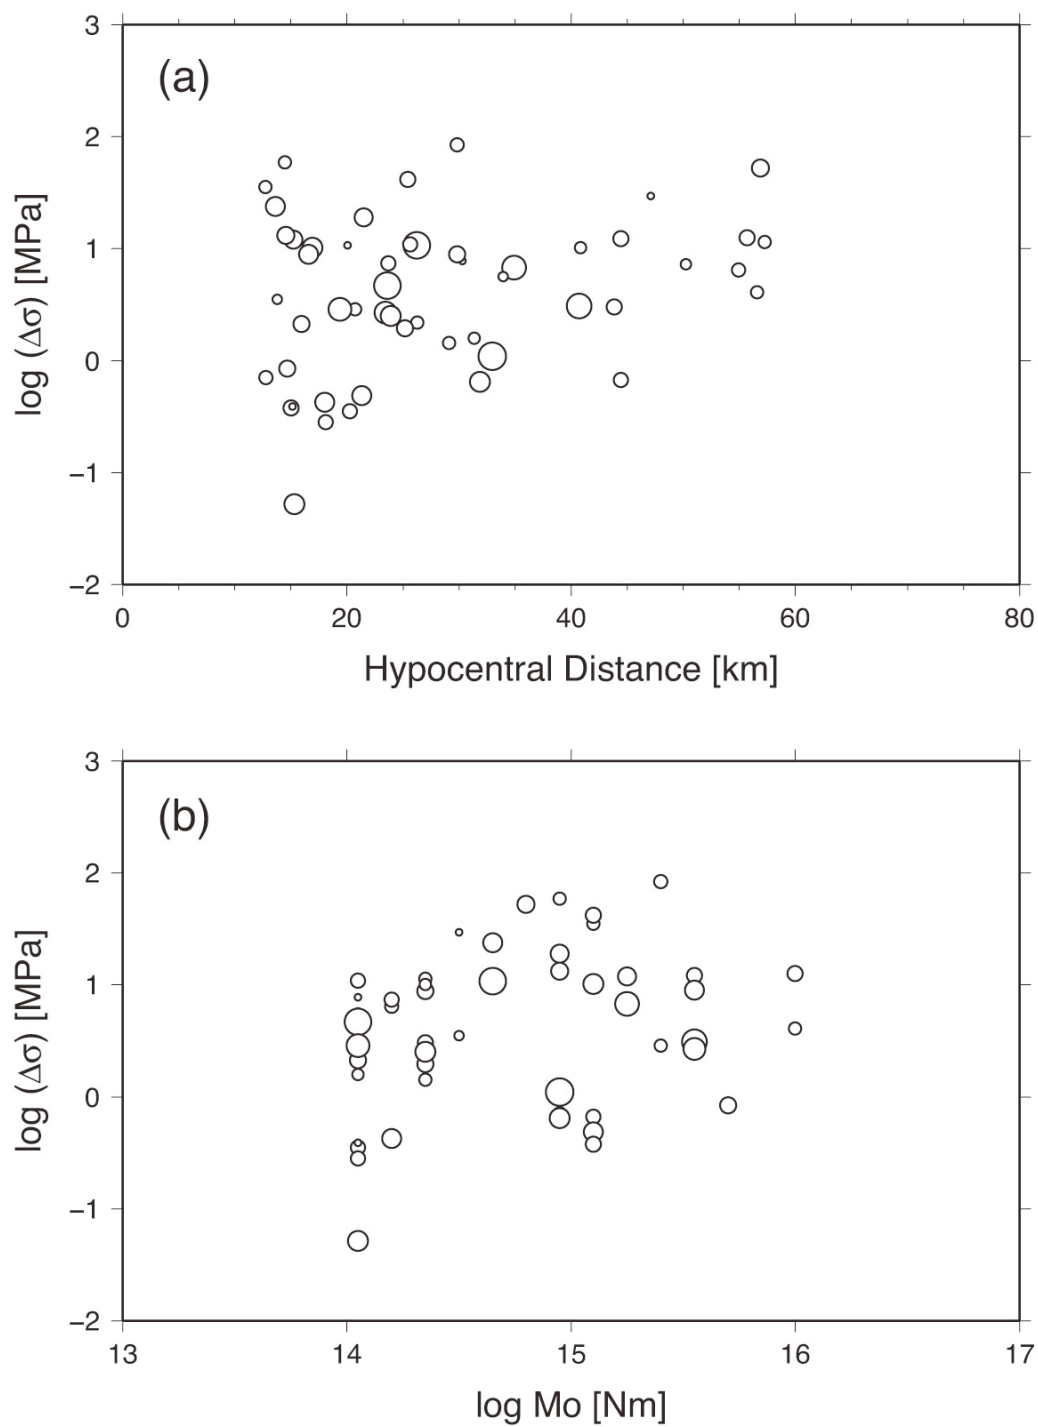 3
(a)
2
1
0
−1
−2
log (Δσ) [MPa]
0 20 40 60 80
Hypocentral Distance [km]
3
(b)
2
1
0
−1
−2
log (Δσ) [MPa]
13 14 15 16 17
log Mo [Nm]